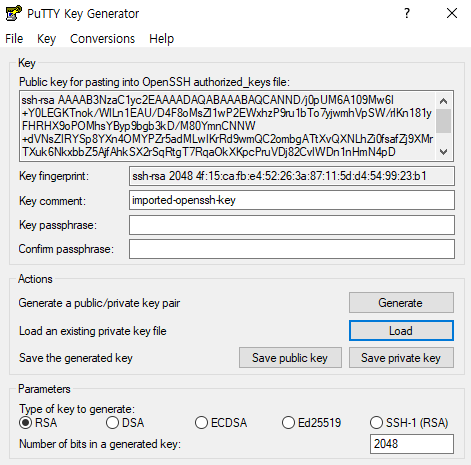 PuTTY Key Generator
?
File Key Conversions Help
Key
Public key for pasting into OpenSSH authorized_keys file:
ssh-rsa AAAAB3NzaC1yc2EAAAADAQABAAABAQCANND/j0pUM6A109Mw6I
+Y0LEGKTnok/WILn1EAU/D4F8oMsZI1wP2EWxhzP9ru1bTo7yjwmhVpSW/rlKn181y
FHRHX9oPOMhsYByp9bgb3kD/M80YmnCNNW
+dVNsZIRYSp8YXn4OMYPZr5adMLwIKrRd9wmQC2ombgATtXvQXNLhZi0fsafZj9XMr
TXuk6NkxbbZ5AjfAhkSX2rSqRtgT7RqaOkXKpcPruVDj82CvIWDn1nHmN4pD
Key fingerprint: ssh-rsa 2048 4f:15:ca:fb:e4:52:26:3a:87:11:5d:d4:54:99:23:b1
Key comment: imported-openssh-key
Key passphrase:
Confirm passphrase:
Actions
Generate a public/private key pair Generate
Load an existing private key file Load
Save the generated key Save public key Save private key
Parameters
Type of key to generate:
RSA DSA ECDSA Ed25519 SSH-1 (RSA)
Number of bits in a generated key: 2048